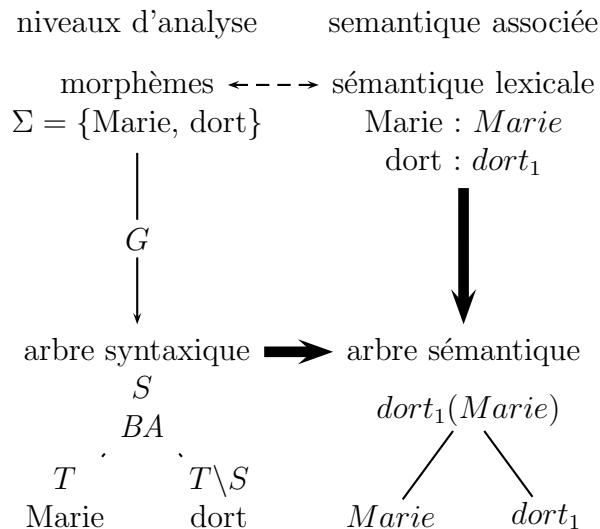 niveaux d'analyse semantique associée
morphèmes sémantique lexicale
Σ = {Marie, dort} Marie : Marie
dort : dort₁
G
arbre syntaxique arbre sémantique
S
BA dort₁(Marie)
T T\S
Marie dort Marie dort₁